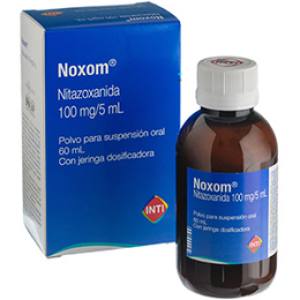 Noxom®
Nitazoxanida
100 mg/5 mL
Polvo para suspensión oral
60 mL
Con jeringa dosificadora
INTI
Noxom®
Nitazoxanida 100 mg/5 mL
Polvo para suspensión oral
60 mL
Con jeringa dosificadora
INTI